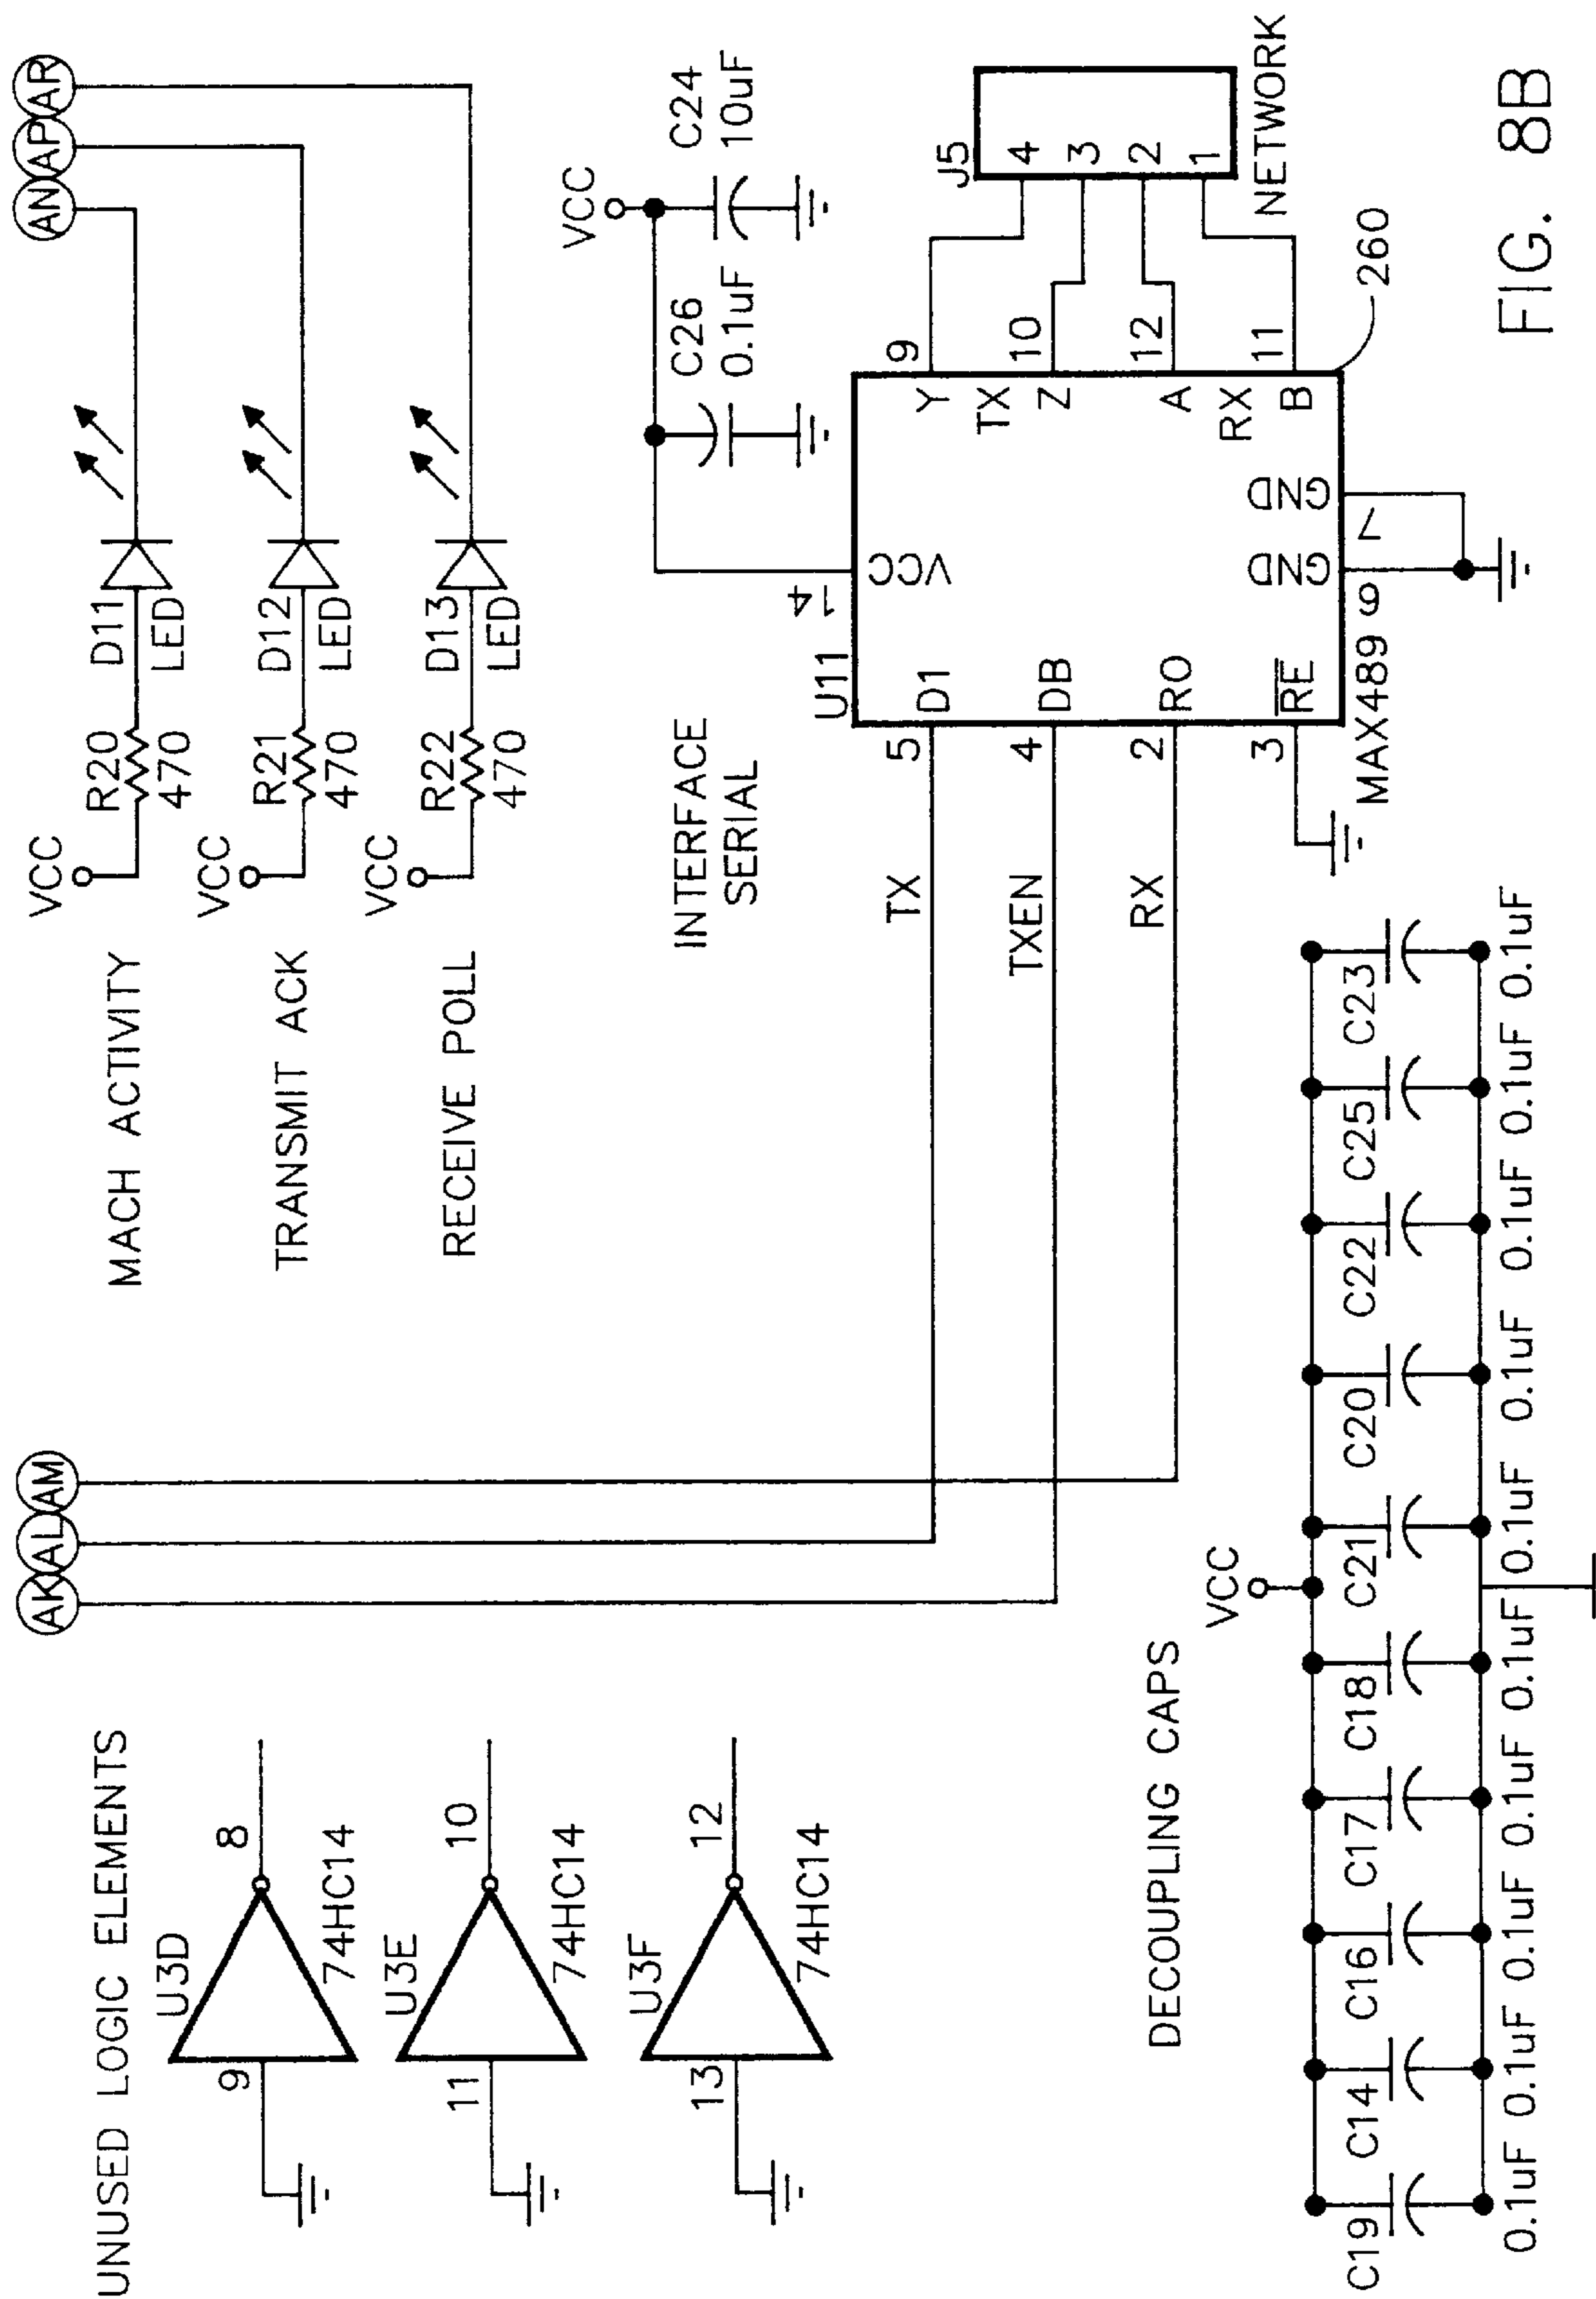 UNUSED LOGIC ELEMENTS
U3D
9
8
74HC14
U3E
11
10
74HC14
U3F
13
12
74HC14
AK
AL
AM
AN
AP
AR
MACH ACTIVITY
VCC
R20
470
D11
LED
TRANSMIT ACK
VCC
R21
470
D12
LED
RECEIVE POLL
VCC
R22
470
D13
LED
INTERFACE
SERIAL
VCC
C26
0.1uF
C24
10uF
TX
TXEN
RX
U11
14
VCC
5
D1
4
DB
2
RO
3
RE
MAX489
6
GND
7
GND
Y
9
TX
Z
10
A
12
RX
B
11
J5
4
3
2
1
NETWORK
260
DECOUPLING CAPS
VCC
C19
C14
C16
C17
C18
C21
C20
C22
C25
C23
0.1uF 0.1uF 0.1uF 0.1uF 0.1uF 0.1uF 0.1uF 0.1uF 0.1uF 0.1uF
FIG. 8B